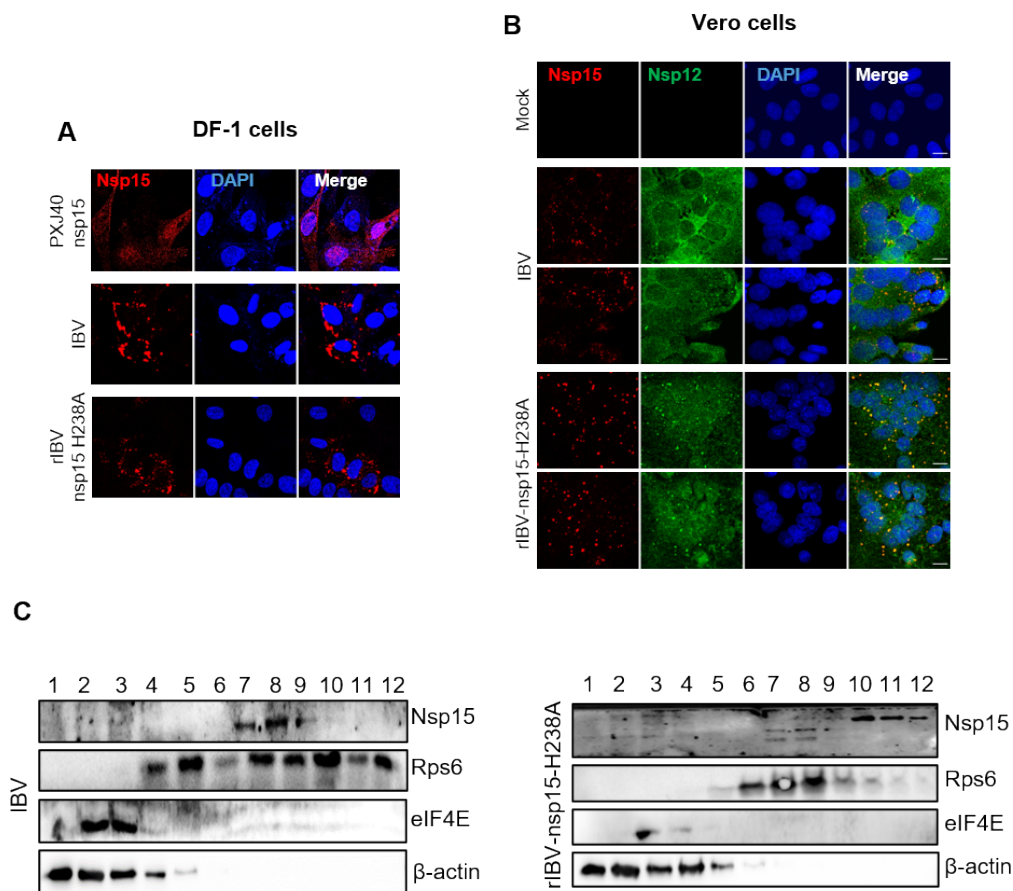 A
DF-1 cells
Nsp15 DAPI Merge
PXJ40
nsp15
IBV
rIBV
nsp15 H238A
B
Vero cells
Nsp15 Nsp12 DAPI Merge
Mock
IBV
rIBV-nsp15-H238A
C
IBV
1 2 3 4 5 6 7 8 9 10 11 12
Nsp15
Rps6
eIF4E
β-actin
rIBV-nsp15-H238A
1 2 3 4 5 6 7 8 9 10 11 12
Nsp15
Rps6
eIF4E
β-actin